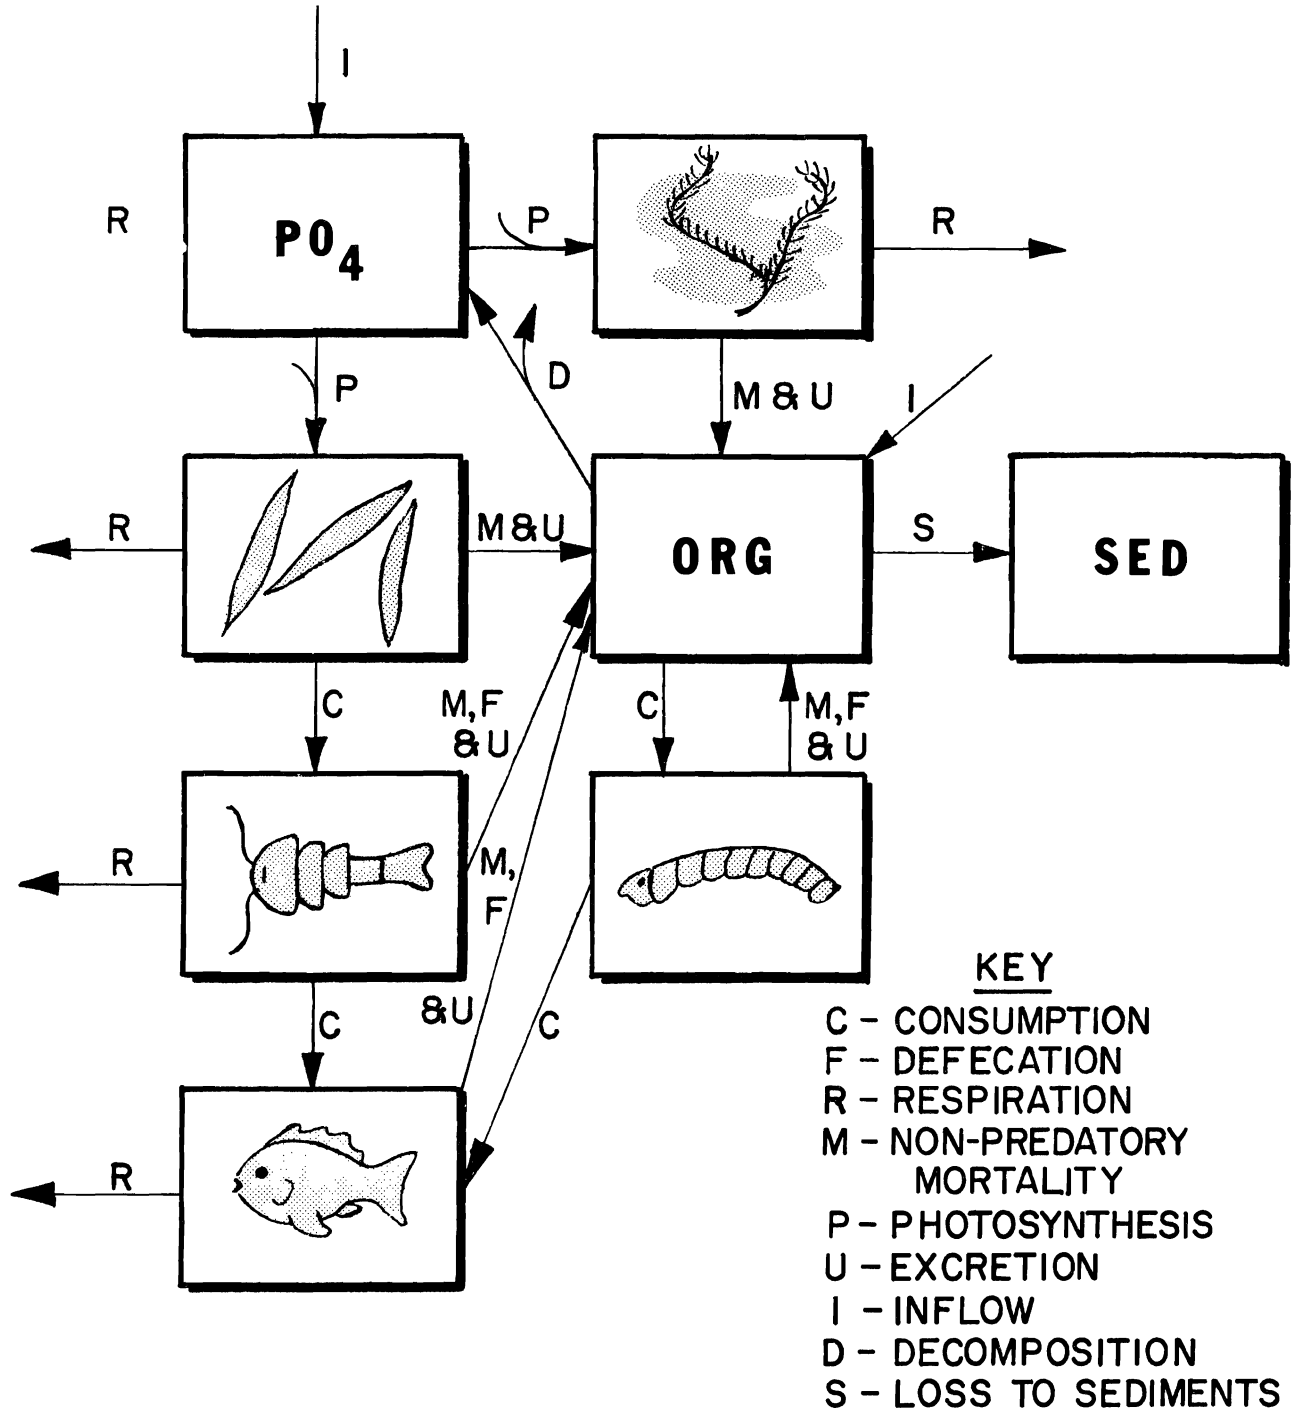 I
R
PO4
P
R
D
P
M & U
I
R
M & U
ORG
S
SED
C
M, F
& U
C
M, F
& U
R
M,
F
& U
C
C
R
KEY
C - CONSUMPTION
F - DEFECATION
R - RESPIRATION
M - NON-PREDATORY
MORTALITY
P - PHOTOSYNTHESIS
U - EXCRETION
I - INFLOW
D - DECOMPOSITION
S - LOSS TO SEDIMENTS